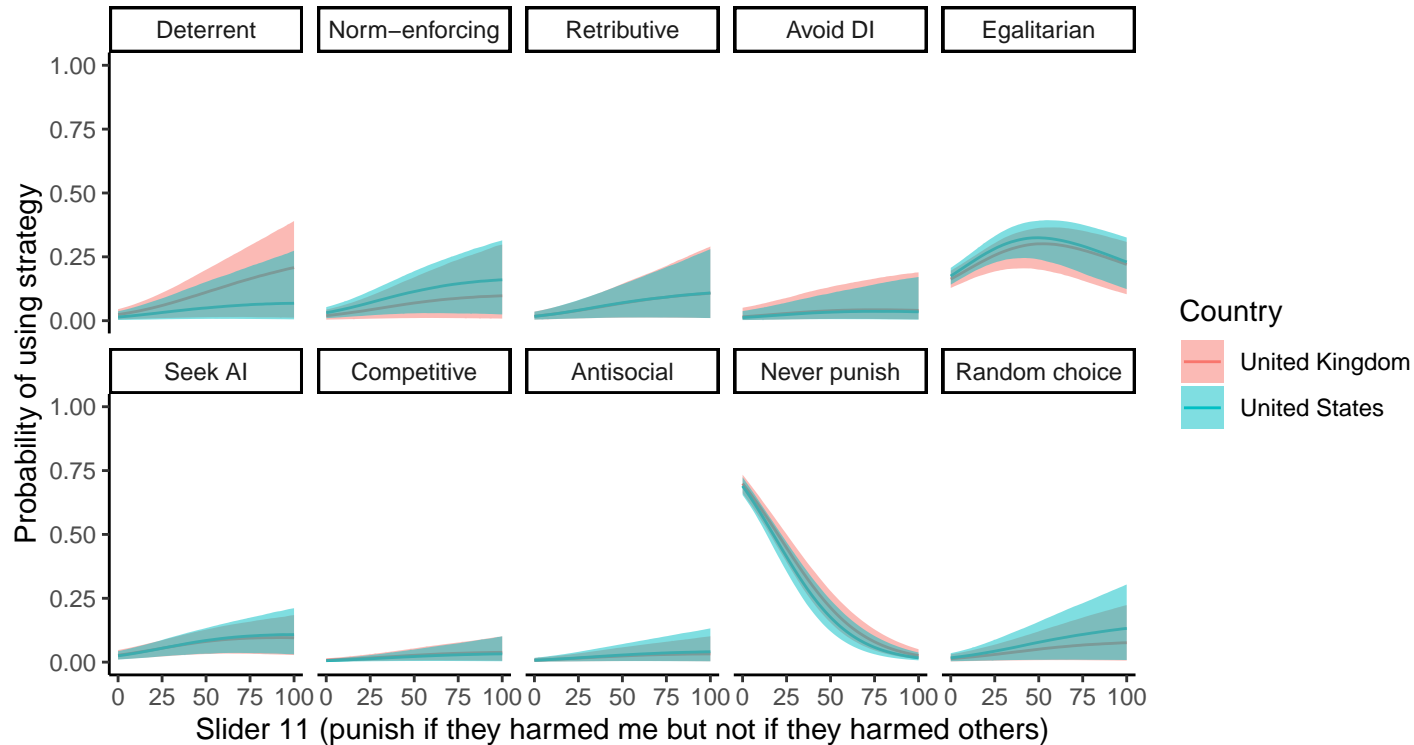 Deterrent Norm−enforcing Retributive Avoid DI Egalitarian
1.00
0.75
0.50
0.25
0.00
Seek AI Competitive Antisocial Never punish Random choice
1.00
0.75
0.50
0.25
0.00
0 25 50 75 100 0 25 50 75 100 0 25 50 75 100 0 25 50 75 100 0 25 50 75 100
Slider 11 (punish if they harmed me but not if they harmed others)
Probability of using strategy
Country
United Kingdom
United States